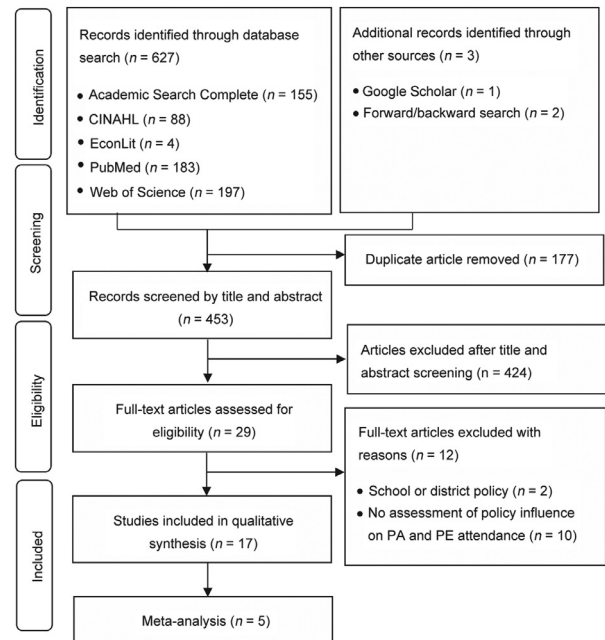 Identification
Records identified through database
search (n = 627)
• Academic Search Complete (n = 155)
• CINAHL (n = 88)
• EconLit (n = 4)
• PubMed (n = 183)
• Web of Science (n = 197)
Additional records identified through
other sources (n = 3)
• Google Scholar (n = 1)
• Forward/backward search (n = 2)
Screening
Duplicate article removed (n = 177)
Records screened by title and abstract
(n = 453)
Eligibility
Articles excluded after title and
abstract screening (n = 424)
Full-text articles assessed for
eligibility (n = 29)
Full-text articles excluded with
reasons (n = 12)
• School or district policy (n = 2)
• No assessment of policy influence
on PA and PE attendance (n = 10)
Included
Studies included in qualitative
synthesis (n = 17)
Meta-analysis (n = 5)